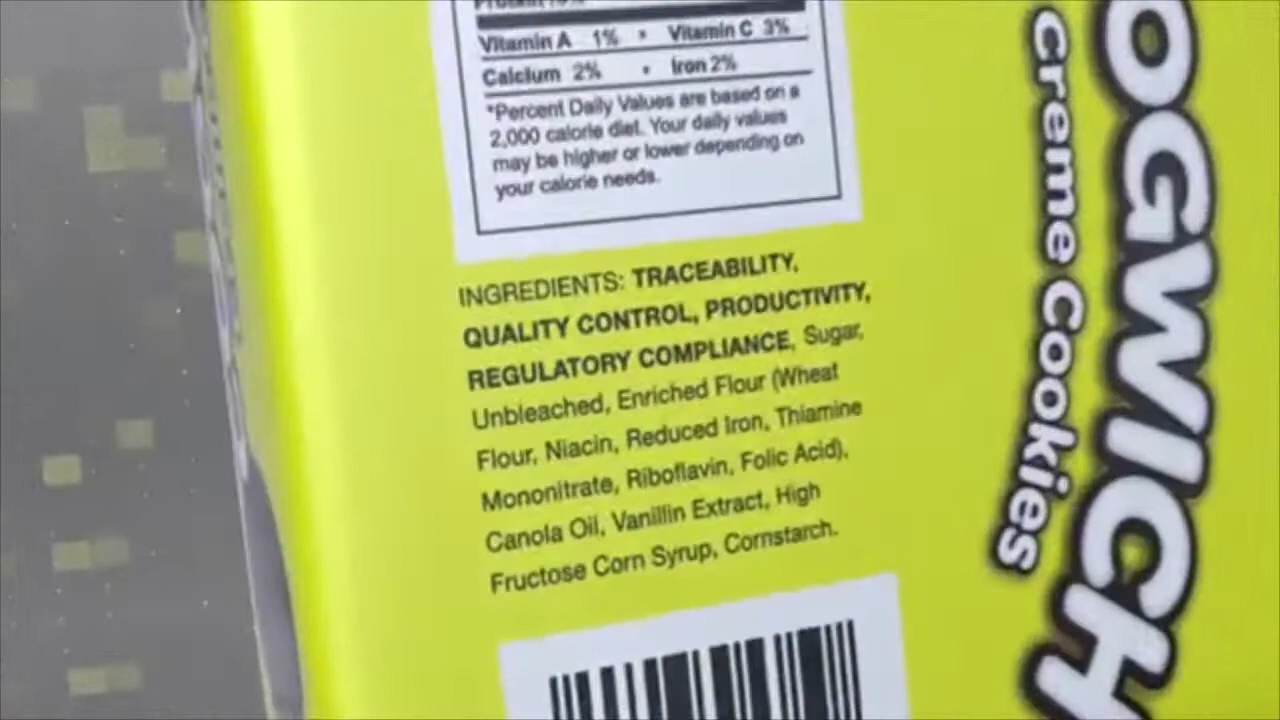 Vitamin A 1% • Vitamin C 3%
Calcium 2% • Iron 2%
*Percent Daily Values are based on a
2,000 calorie diet. Your daily values
may be higher or lower depending on
your calorie needs.
INGREDIENTS: TRACEABILITY,
QUALITY CONTROL, PRODUCTIVITY,
REGULATORY COMPLIANCE, Sugar,
Unbleached, Enriched Flour (Wheat
Flour, Niacin, Reduced Iron, Thiamine
Mononitrate, Riboflavin, Folic Acid),
Canola Oil, Vanillin Extract, High
Fructose Corn Syrup, Cornstarch.
OGWICH
Creme Cookies